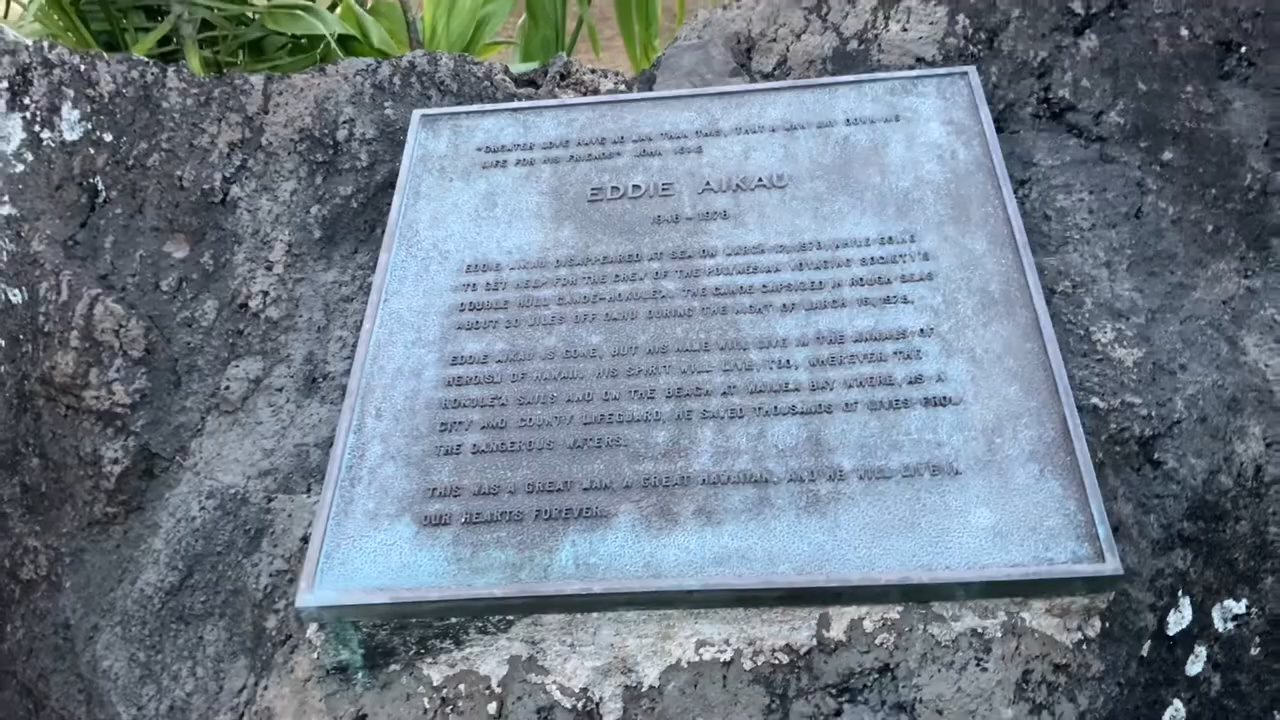 "GREATER LOVE HAVE NO MAN THAN THIS, THAT A MAN LAY DOWN HIS
LIFE FOR HIS FRIENDS" JOHN 15:13
EDDIE AIKAU
1946 - 1978
EDDIE AIKAU DISAPPEARED AT SEA ON MARCH 17, 1978, WHILE GOING
TO GET HELP FOR THE CREW OF THE POLYNESIAN VOYAGING SOCIETY'S
DOUBLE HULL CANOE-HOKULE'A. THE CANOE CAPSIZED IN ROUGH SEAS
ABOUT 20 MILES OFF OAHU DURING THE NIGHT OF MARCH 16, 1978.
EDDIE AIKAU IS GONE, BUT HIS NAME WILL LIVE IN THE ANNALS OF
HEROISM OF HAWAII. HIS SPIRIT WILL LIVE, TOO, WHEREVER THE
HOKULE'A SAILS AND ON THE BEACH AT WAIMEA BAY WHERE, AS A
CITY AND COUNTY LIFEGUARD, HE SAVED THOUSANDS OF LIVES FROM
THE DANGEROUS WATERS.
THIS WAS A GREAT MAN, A GREAT HAWAIIAN. AND HE WILL LIVE IN
OUR HEARTS FOREVER.